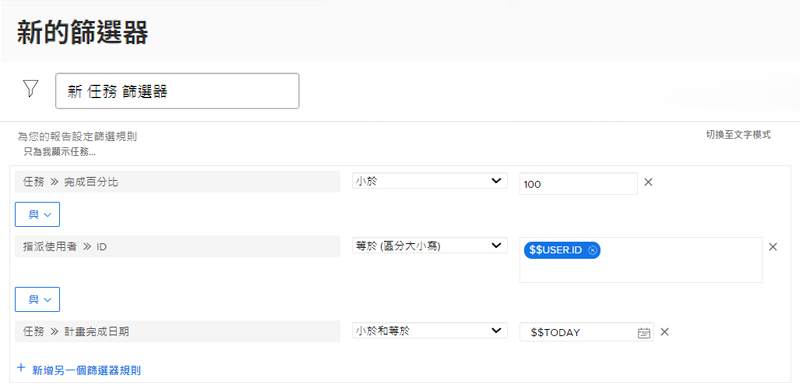 新的篩選器
新 任務 篩選器
為您的報告設定篩選規則
切換至文字模式
只為我顯示任務...
任務 » 完成百分比 小於 100
與
指派使用者 » ID 等於 (區分大小寫) $$USER.ID
與
任務 » 計畫完成日期 小於和等於 $$TODAY
+ 新增另一個篩選器規則